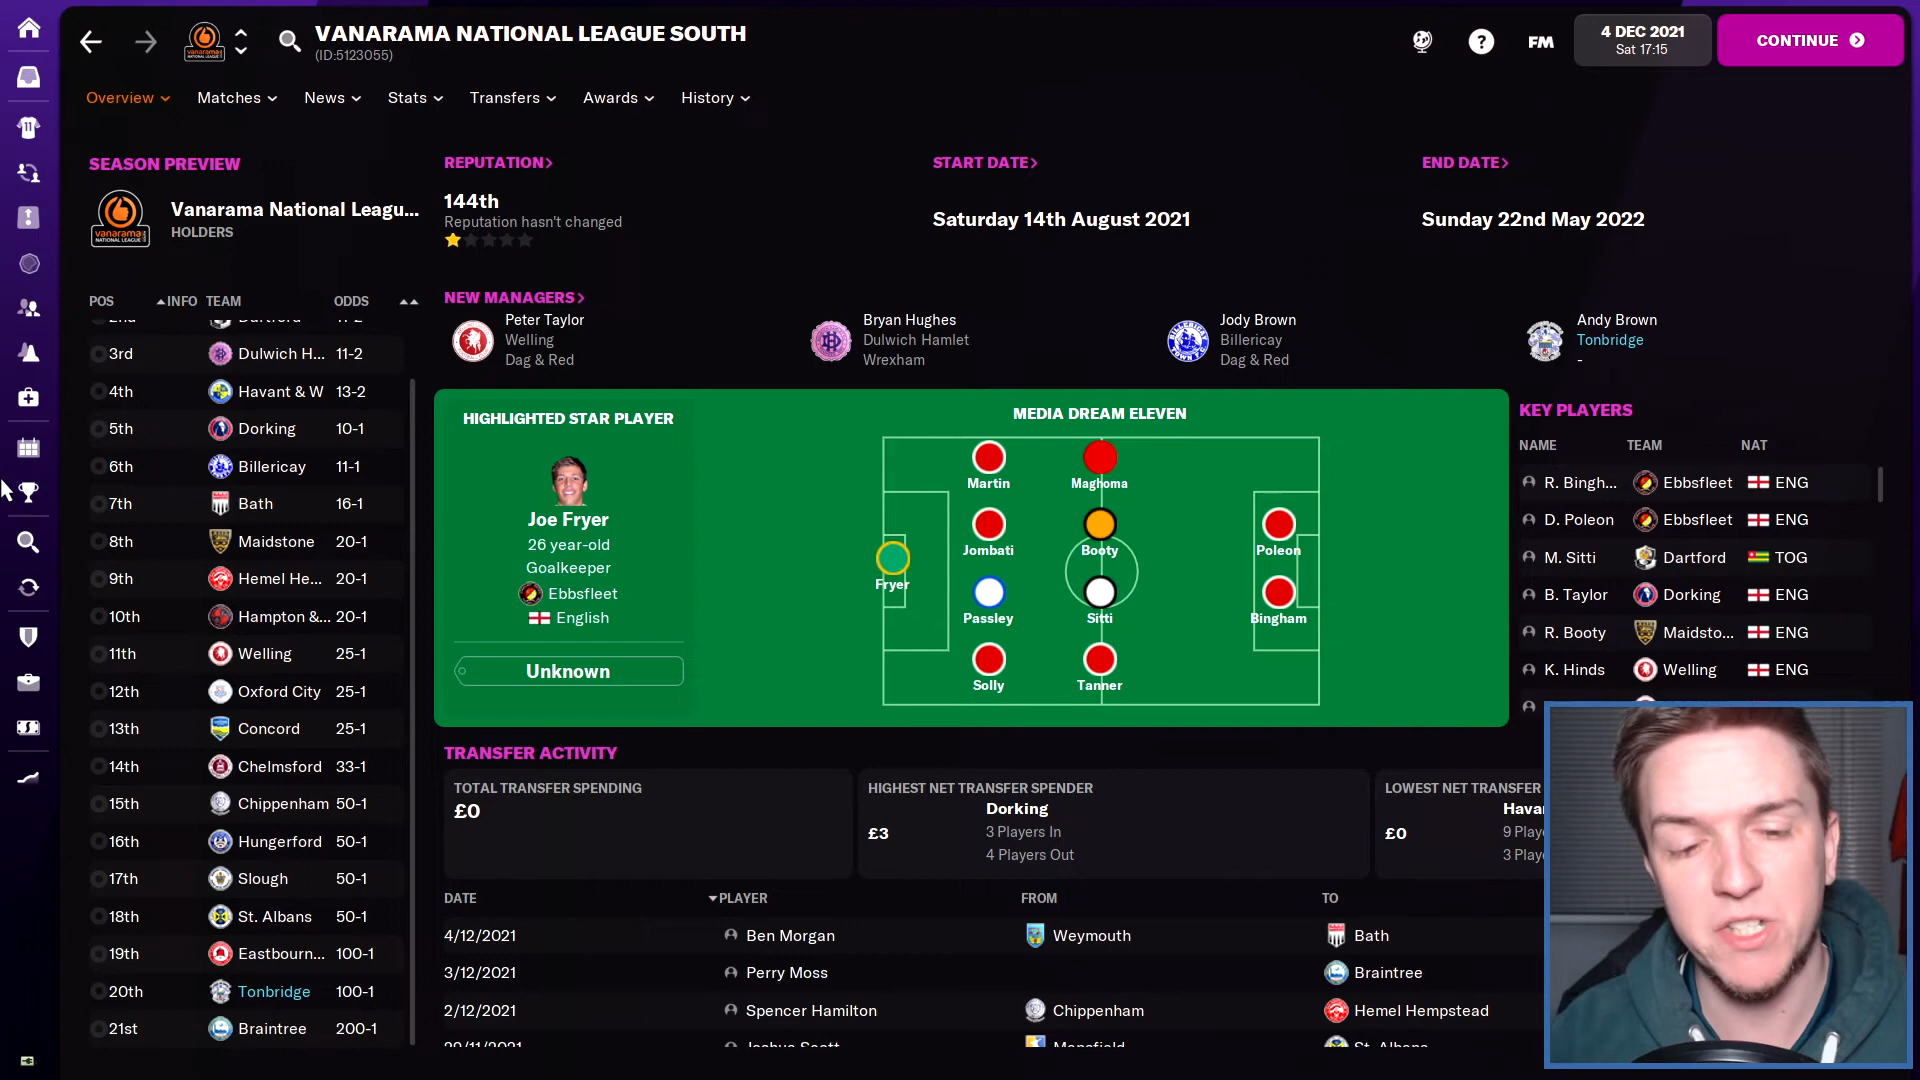 VANARAMA NATIONAL LEAGUE SOUTH
(ID:5123055)
FM
4 DEC 2021
Sat 17:15
CONTINUE
Overview
Matches
News
Stats
Transfers
Awards
History
SEASON PREVIEW
Vanarama National Leagu...
HOLDERS
REPUTATION>
144th
Reputation hasn't changed
START DATE>
Saturday 14th August 2021
END DATE>
Sunday 22nd May 2022
POS INFO TEAM ODDS
3rd Dulwich H... 11-2
4th Havant & W 13-2
5th Dorking 10-1
6th Billericay 11-1
7th Bath 16-1
8th Maidstone 20-1
9th Hemel He... 20-1
10th Hampton &... 20-1
11th Welling 25-1
12th Oxford City 25-1
13th Concord 25-1
14th Chelmsford 33-1
15th Chippenham 50-1
16th Hungerford 50-1
17th Slough 50-1
18th St. Albans 50-1
19th Eastbourn... 100-1
20th Tonbridge 100-1
21st Braintree 200-1
NEW MANAGERS>
Peter Taylor
Welling
Dag & Red
Bryan Hughes
Dulwich Hamlet
Wrexham
Jody Brown
Billericay
Dag & Red
Andy Brown
Tonbridge
-
HIGHLIGHTED STAR PLAYER
Joe Fryer
26 year-old
Goalkeeper
Ebbsfleet
English
Unknown
MEDIA DREAM ELEVEN
Martin
Maghoma
Jombati
Booty
Poleon
Fryer
Passley
Sitti
Bingham
Solly
Tanner
KEY PLAYERS
NAME TEAM NAT
R. Bingh... Ebbsfleet ENG
D. Poleon Ebbsfleet ENG
M. Sitti Dartford TOG
B. Taylor Dorking ENG
R. Booty Maidsto... ENG
K. Hinds Welling ENG
TRANSFER ACTIVITY
TOTAL TRANSFER SPENDING
£0
HIGHEST NET TRANSFER SPENDER
Dorking
£3
3 Players In
4 Players Out
LOWEST NET TRANSFER
£0
DATE PLAYER FROM TO
4/12/2021 Ben Morgan Weymouth Bath
3/12/2021 Perry Moss Braintree
2/12/2021 Spencer Hamilton Chippenham Hemel Hempstead